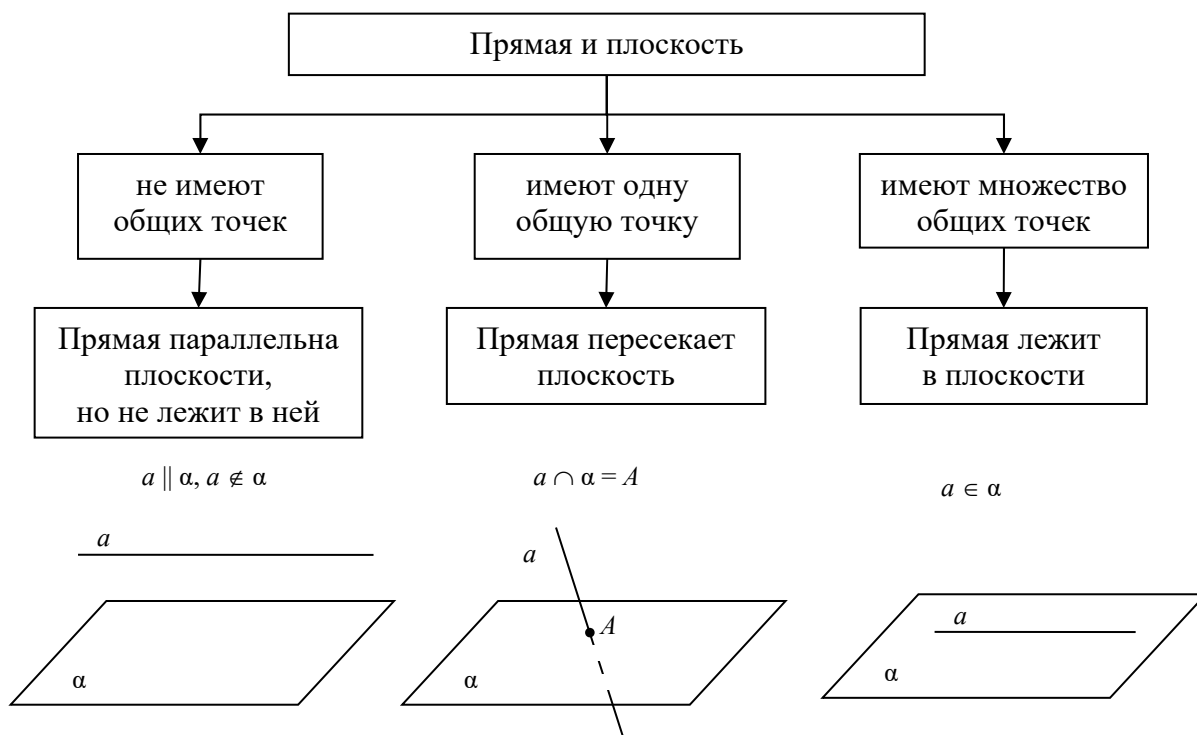 Прямая и плоскость
не имеют
общих точек
имеют одну
общую точку
имеют множество
общих точек
Прямая параллельна
плоскости,
но не лежит в ней
Прямая пересекает
плоскость
Прямая лежит
в плоскости
a || α, a ∉ α
a ∩ α = A
a ∈ α
a
α
a
A
α
a
α